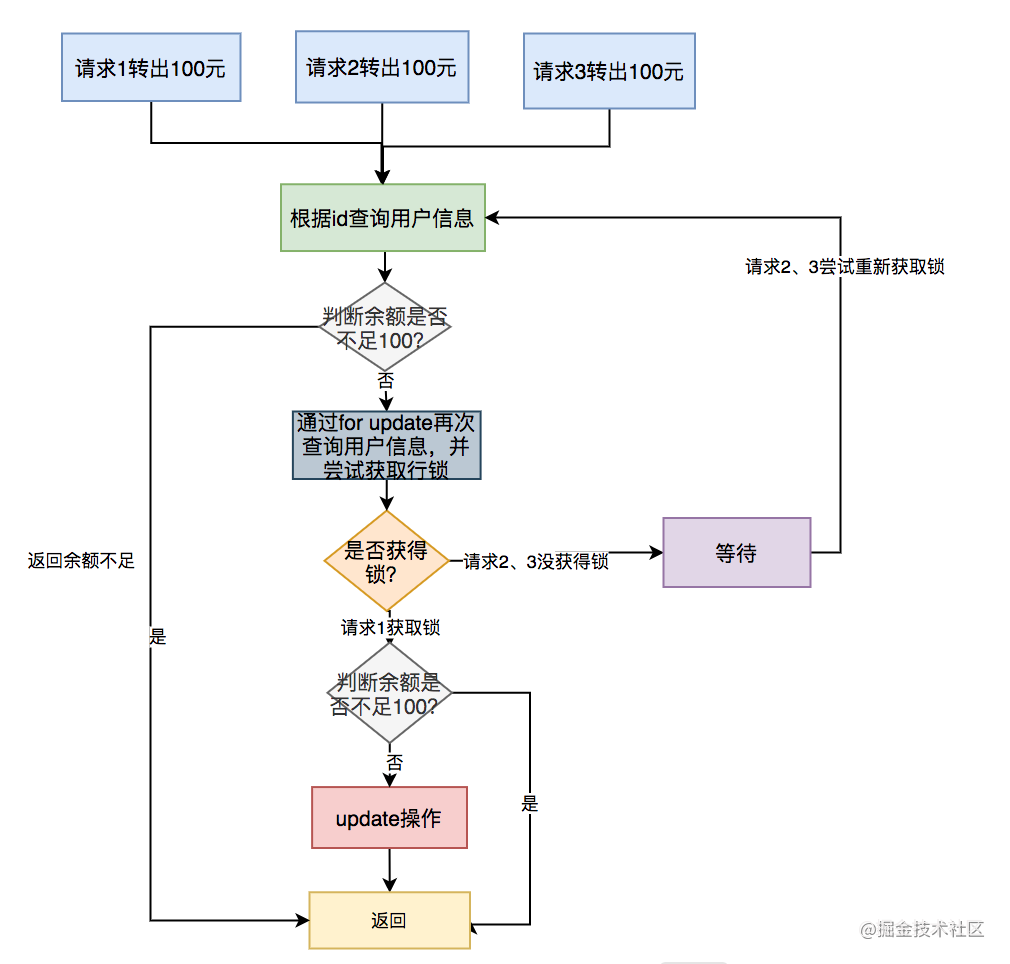 请求1转出100元
请求2转出100元
请求3转出100元
根据id查询用户信息
请求2、3尝试重新获取锁
判断余额是否
不足100?
否
通过for update再次
查询用户信息，并
尝试获取行锁
是否获得
锁?
请求2、3没获得锁
等待
返回余额不足
请求1获取锁
是
判断余额是
否不足100?
否
是
update操作
返回
@掘金技术社区